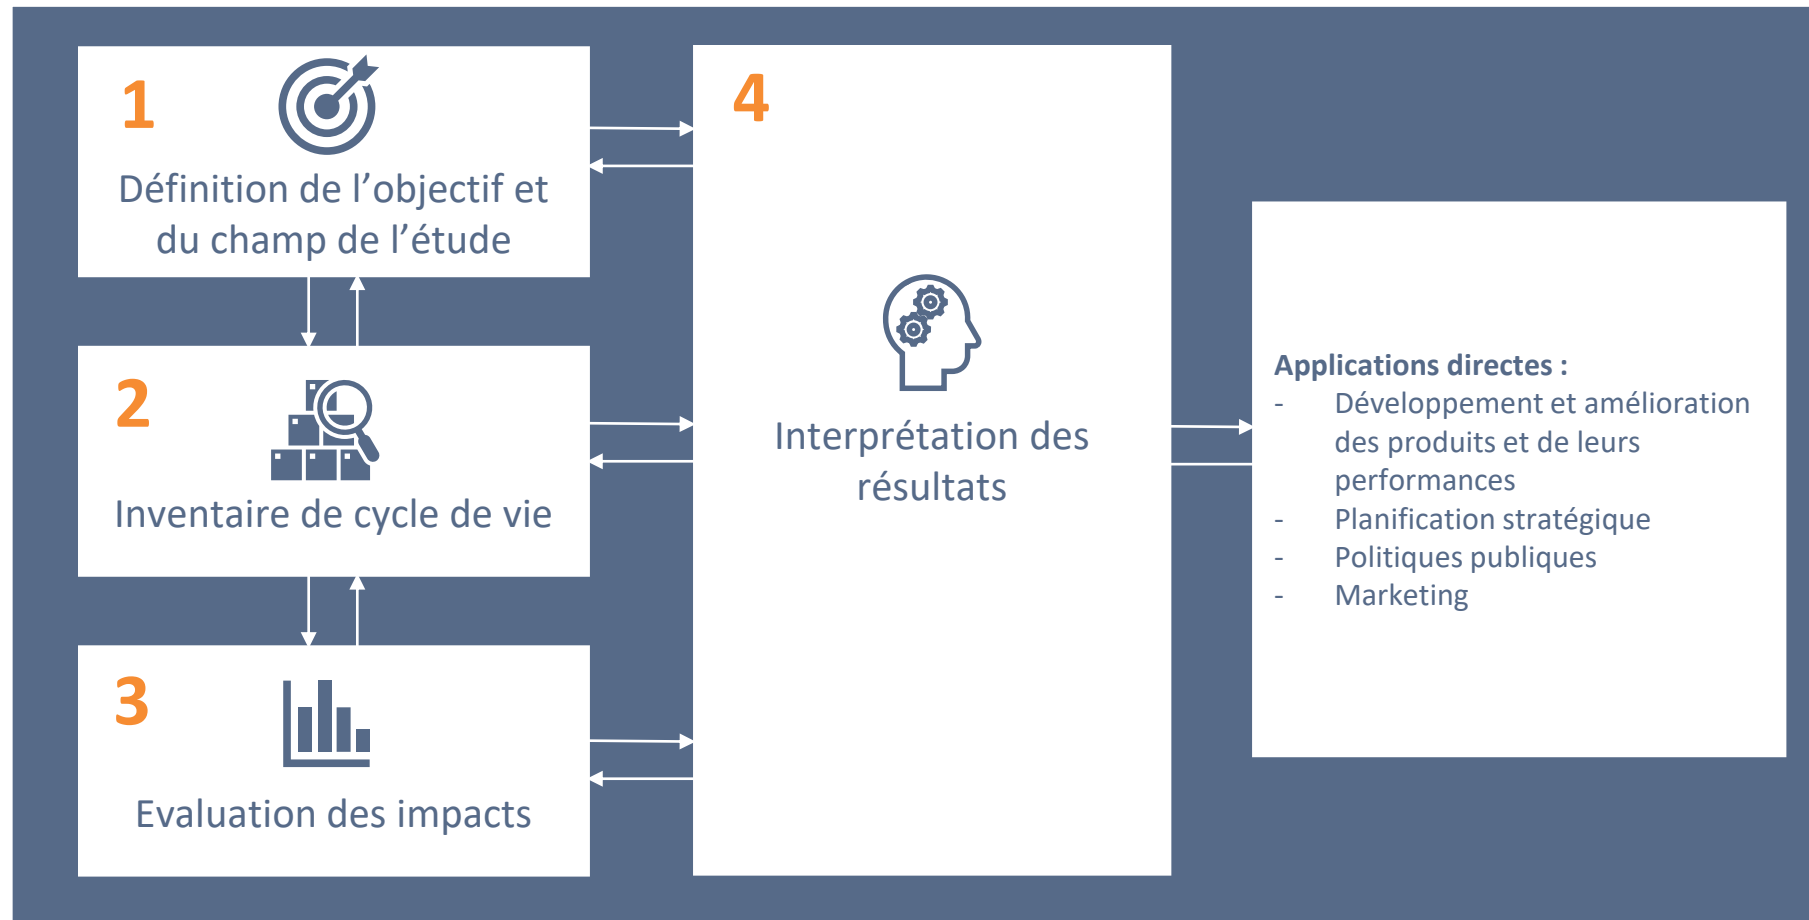 1
Définition de l’objectif et
du champ de l’étude
2
Inventaire de cycle de vie
3
Evaluation des impacts
4
Interprétation des
résultats
Applications directes :
- Développement et amélioration
des produits et de leurs
performances
- Planification stratégique
- Politiques publiques
- Marketing